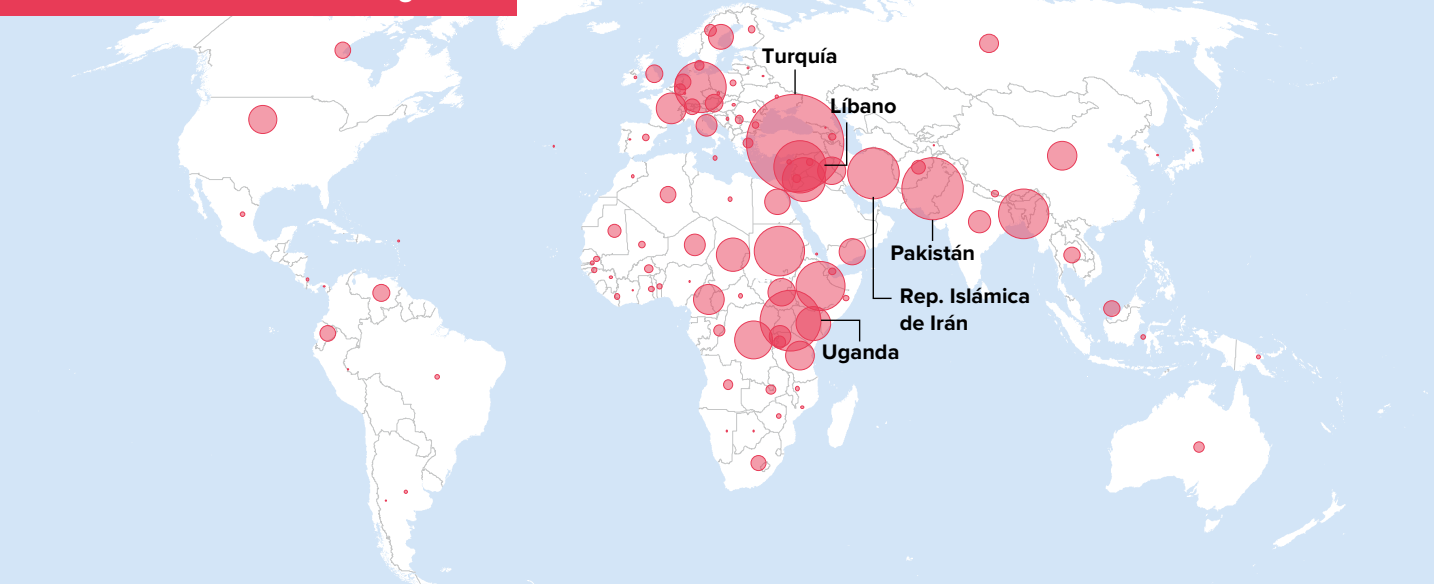 Turquía
Líbano
Pakistán
Rep. Islámica
de Irán
Uganda